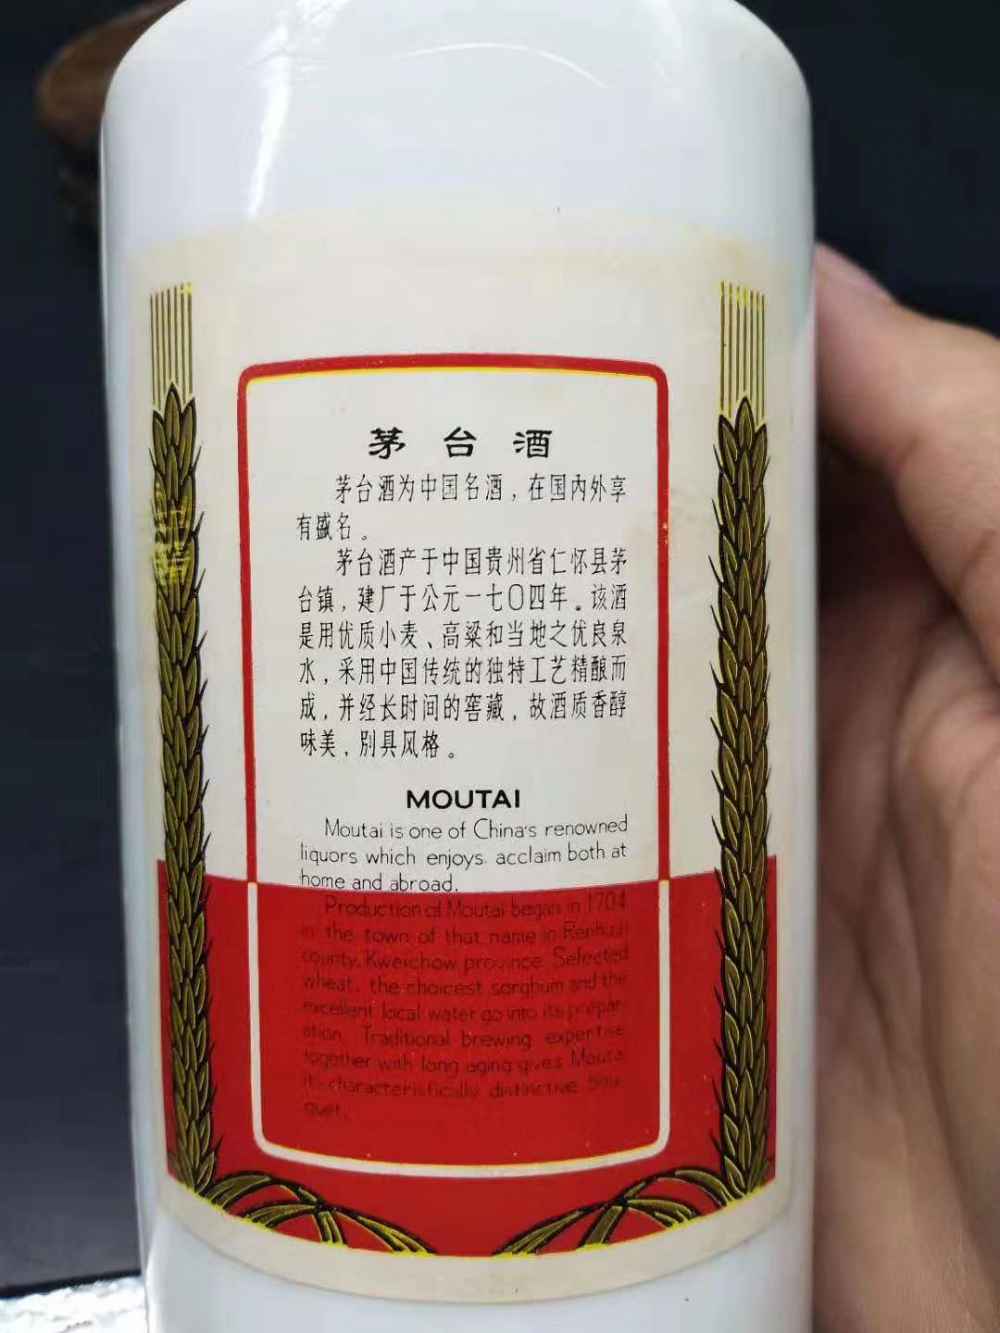 茅台酒
茅台酒为中国名酒，在国内外享
有盛名。
茅台酒产于中国贵州省仁怀县茅
台镇，建厂于公元一七〇四年。该酒
是用优质小麦、高粱和当地之优良泉
水，采用中国传统的独特工艺精酿而
成，并经长时间的窖藏，故酒质香醇
味美，别具风格。
MOUTAI
Moutai is one of China's renowned
liquors which enjoys acclaim both at
home and abroad.
Production of Moutai began in 1704
in the town of that name in Renhuai
county, Kweichow province. Selected
wheat, the choicest sorghum and the
excellent local water go into its prepar-
ation. Traditional brewing expertise
together with long aging gives Moutai
it characteristically distinctive bou-
quet.